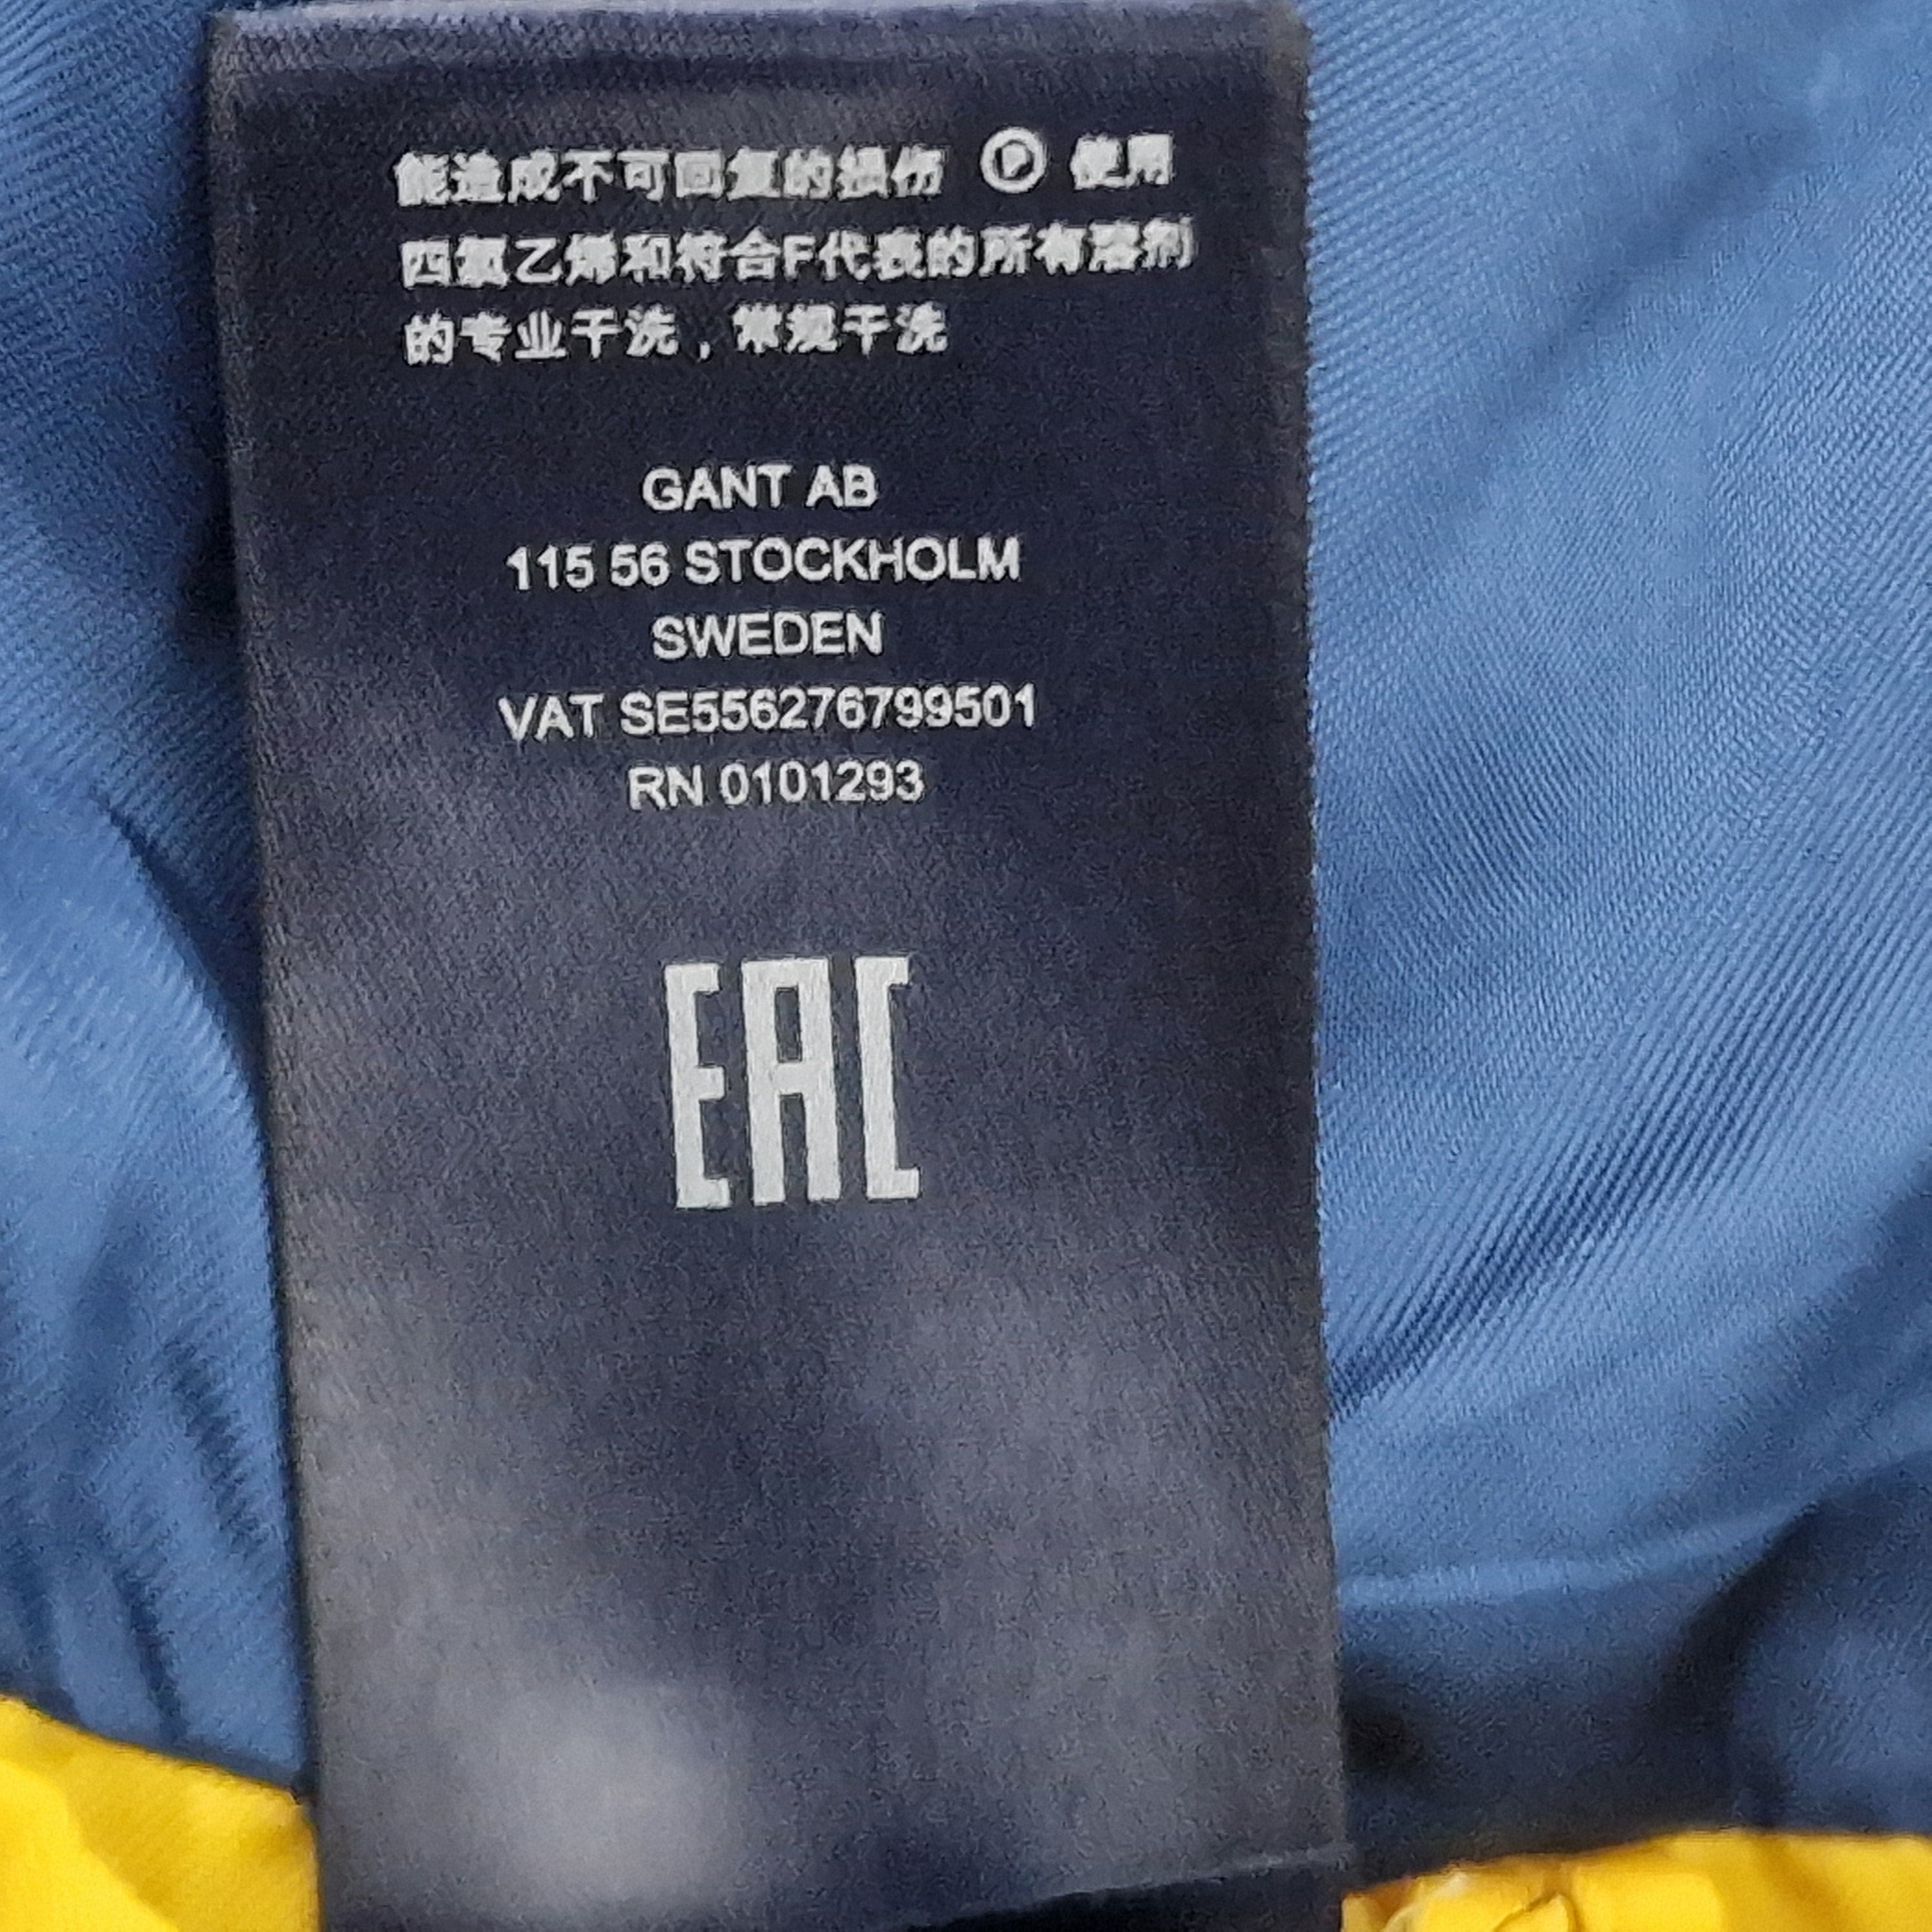 能造成不可回复的损伤 Ⓟ 使用
四氯乙烯和符合F代表的所有溶剂
的专业干洗，常规干洗
GANT AB
115 56 STOCKHOLM
SWEDEN
VAT SE556276799501
RN 0101293
EAC